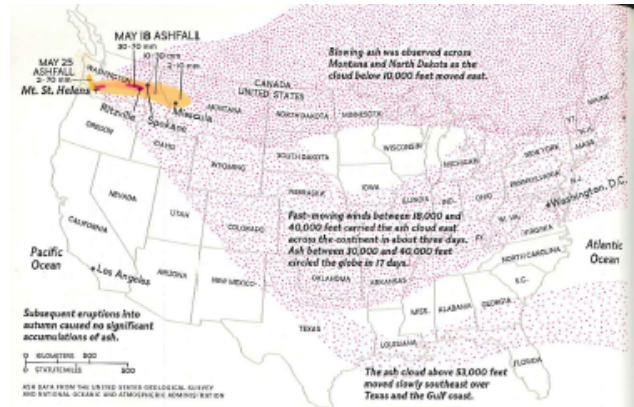 MAY 18 ASHFALL
30-70 mm
10-30 mm
2-10 mm
MAY 25
ASHFALL
2-70 mm
Mt. St. Helens
WASHINGTON
Ritzville
Spokane
Missoula
Blowing ash was observed across
Montana and North Dakota as the
cloud below 10,000 feet moved east.
CANADA
UNITED STATES
MONTANA
NORTH DAKOTA
MINNESOTA
MAINE
VT.
N.H.
MASS
OREGON
IDAHO
WYOMING
SOUTH DAKOTA
WISCONSIN
MICHIGAN
NEW YORK
NEVADA
UTAH
COLORADO
NEBRASKA
IOWA
ILLINOIS
IND.
OHIO
PENNSYLVANIA
N.J.
Washington, D.C.
W. VA.
VIRGINIA
KY.
CALIFORNIA
Fast-moving winds between 18,000 and
40,000 feet carried the ash cloud east
across the continent in about three days.
Ash between 30,000 and 40,000 feet
circled the globe in 17 days.
Pacific
Ocean
Los Angeles
ARIZONA
NEW MEXICO
OKLAHOMA
ARKANSAS
NORTH CAROLINA
S.C.
Atlantic
Ocean
TEXAS
LOUISIANA
MISS.
ALABAMA
GEORGIA
FLORIDA
Subsequent eruptions into
autumn caused no significant
accumulations of ash.
0 KILOMETERS 500
0 STATUTE MILES 500
The ash cloud above 53,000 feet
moved slowly southeast over
Texas and the Gulf coast.
ASH DATA FROM THE UNITED STATES GEOLOGICAL SURVEY
AND NATIONAL OCEANIC AND ATMOSPHERIC ADMINISTRATION